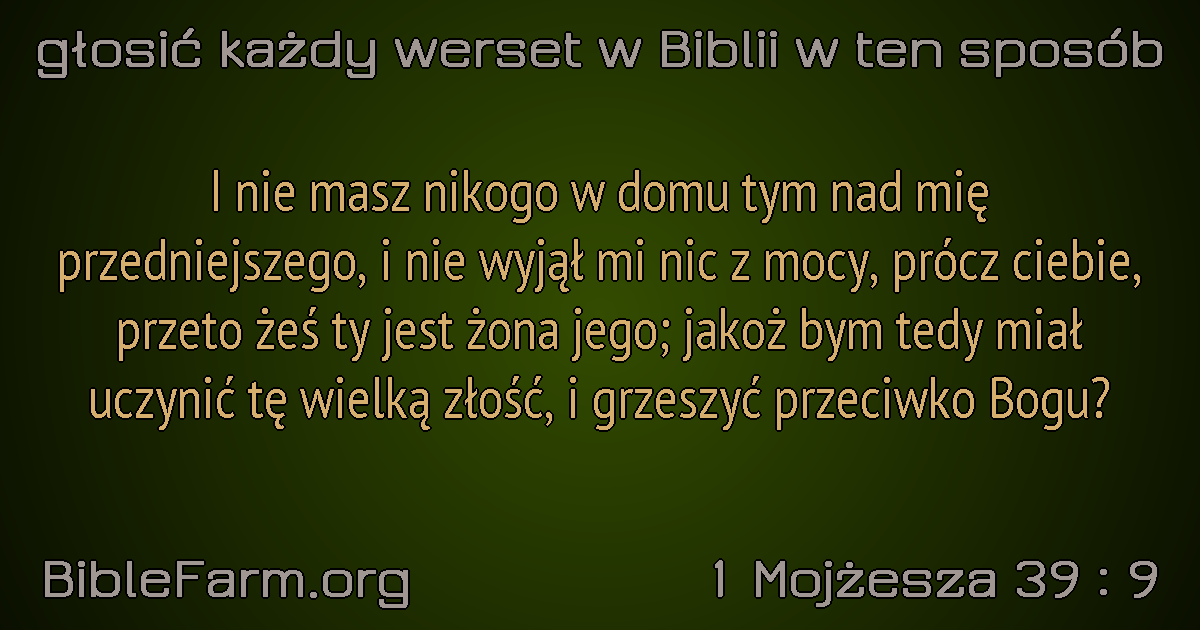 głosić każdy werset w Biblii w ten sposób
I nie masz nikogo w domu tym nad mię
przedniejszego, i nie wyjął mi nic z mocy, prócz ciebie,
przeto żeś ty jest żona jego; jakoż bym tedy miał
uczynić tę wielką złość, i grzeszyć przeciwko Bogu?
BibleFarm.org
1 Mojżesza 39 : 9